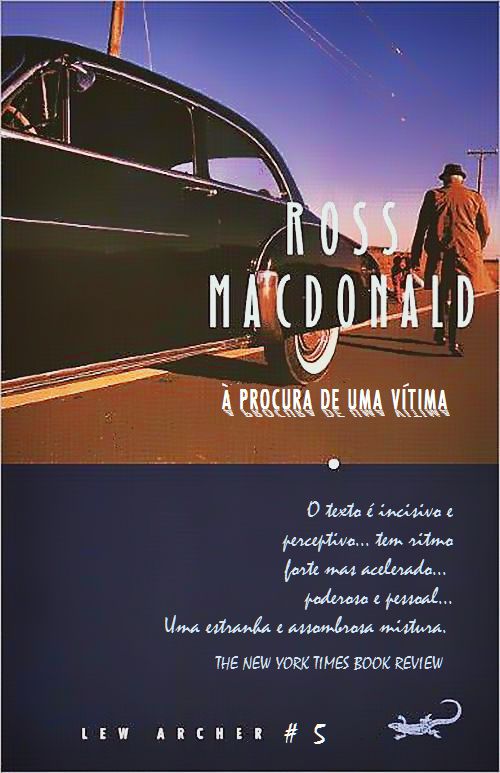 ROSS
MACDONALD
À PROCURA DE UMA VÍTIMA
O texto é incisivo e
perceptivo... tem ritmo
forte mas acelerado...
poderoso e pessoal...
Uma estranha e assombrosa mistura.
THE NEW YORK TIMES BOOK REVIEW
LEW ARCHER # 5